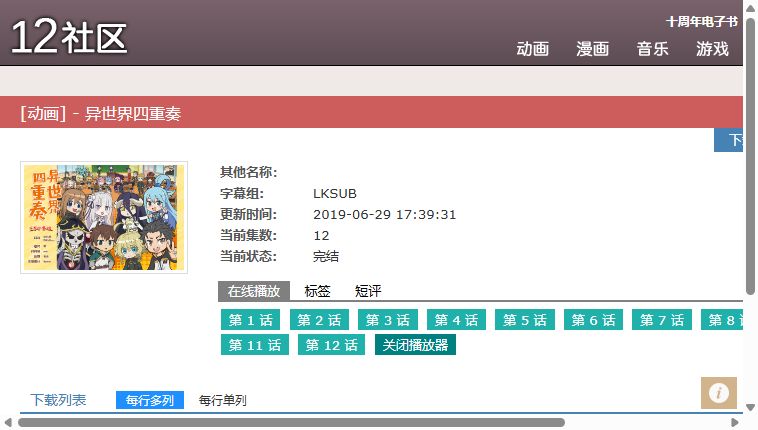 十周年电子书
12社区
动画 漫画 音乐 游戏
[动画] - 异世界四重奏
异世界
四重奏
其他名称：
字幕组： LKSUB
更新时间： 2019-06-29 17:39:31
当前集数： 12
当前状态： 完结
在线播放 标签 短评
第 1 话 第 2 话 第 3 话 第 4 话 第 5 话 第 6 话 第 7 话 第 8
第 11 话 第 12 话 关闭播放器
下载列表 每行多列 每行单列